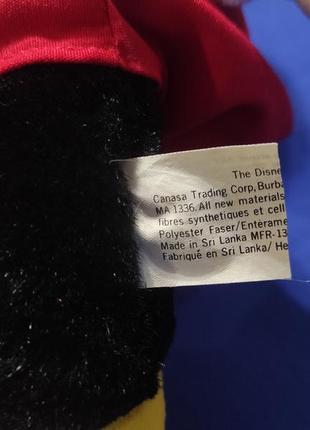 The Disne
Canasa Trading Corp, Burba
MA 1336. All new materials
fibres synthetiques et cell
Polyester Faser/Entérame
Made in Sri Lanka MFR-13
Fabriqué en Sri Lanka/ He